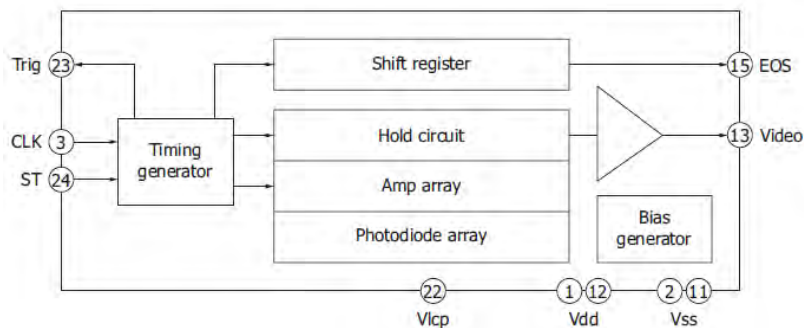 Trig 23
Shift register
15 EOS
CLK 3
Timing
generator
Hold circuit
13 Video
ST 24
Amp array
Photodiode array
Bias
generator
22
1 12
2 11
Vlcp
Vdd
Vss